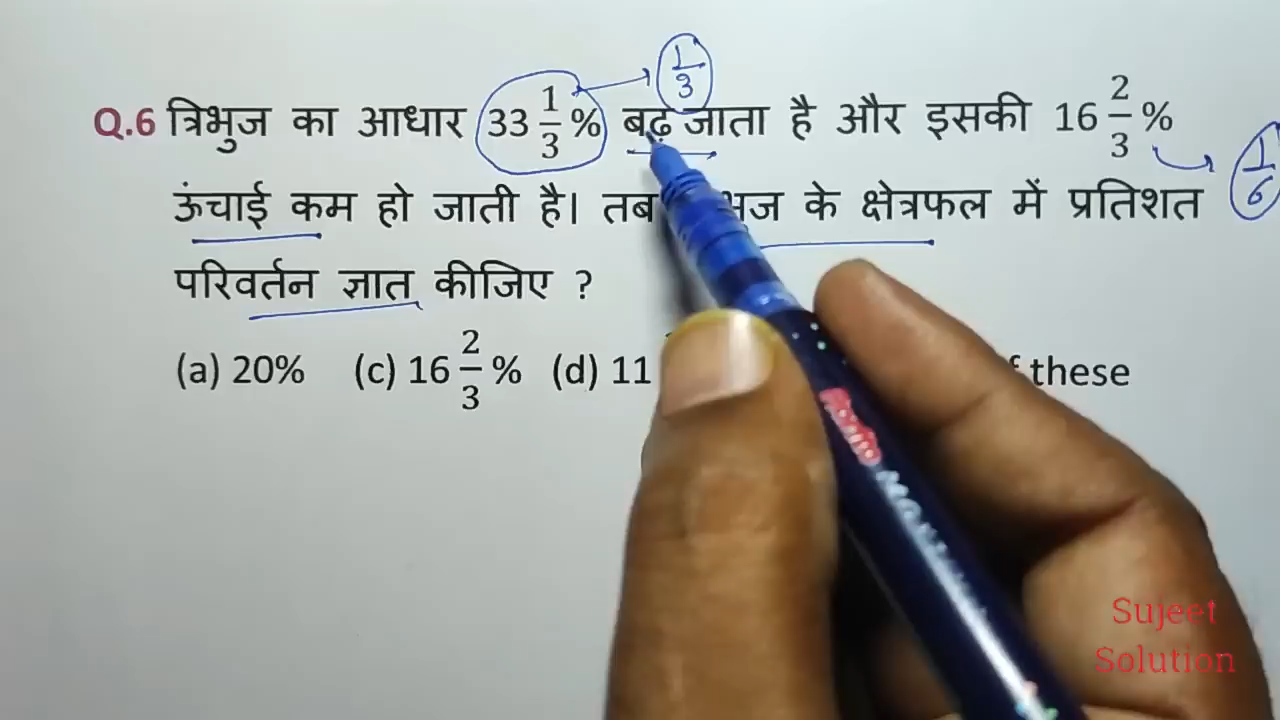 1/3
Q.6 त्रिभुज का आधार 33 1/3 % बढ़ जाता है और इसकी 16 2/3 %
1/6
ऊंचाई कम हो जाती है। तब के क्षेत्रफल में प्रतिशत
परिवर्तन ज्ञात कीजिए ?
(a) 20% (c) 16 2/3 % (d) 11 these
Sujeet
Solution